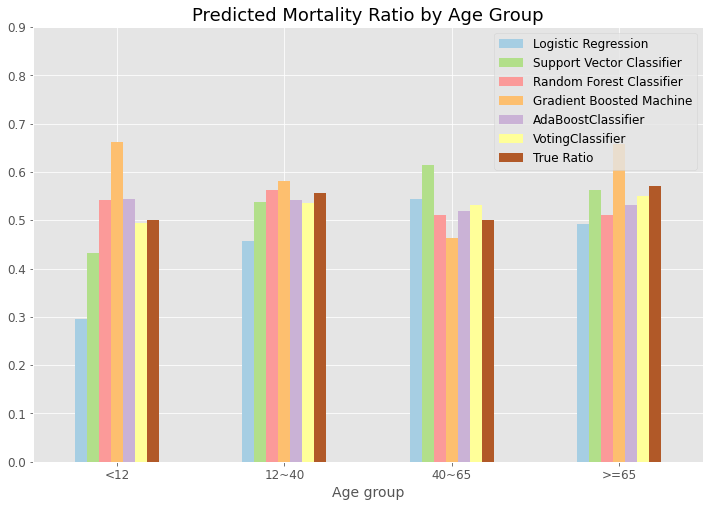 Predicted Mortality Ratio by Age Group
0.9
0.8
0.7
0.6
0.5
0.4
0.3
0.2
0.1
0.0
Logistic Regression
Support Vector Classifier
Random Forest Classifier
Gradient Boosted Machine
AdaBoostClassifier
VotingClassifier
True Ratio
<12
12~40
40~65
>=65
Age group